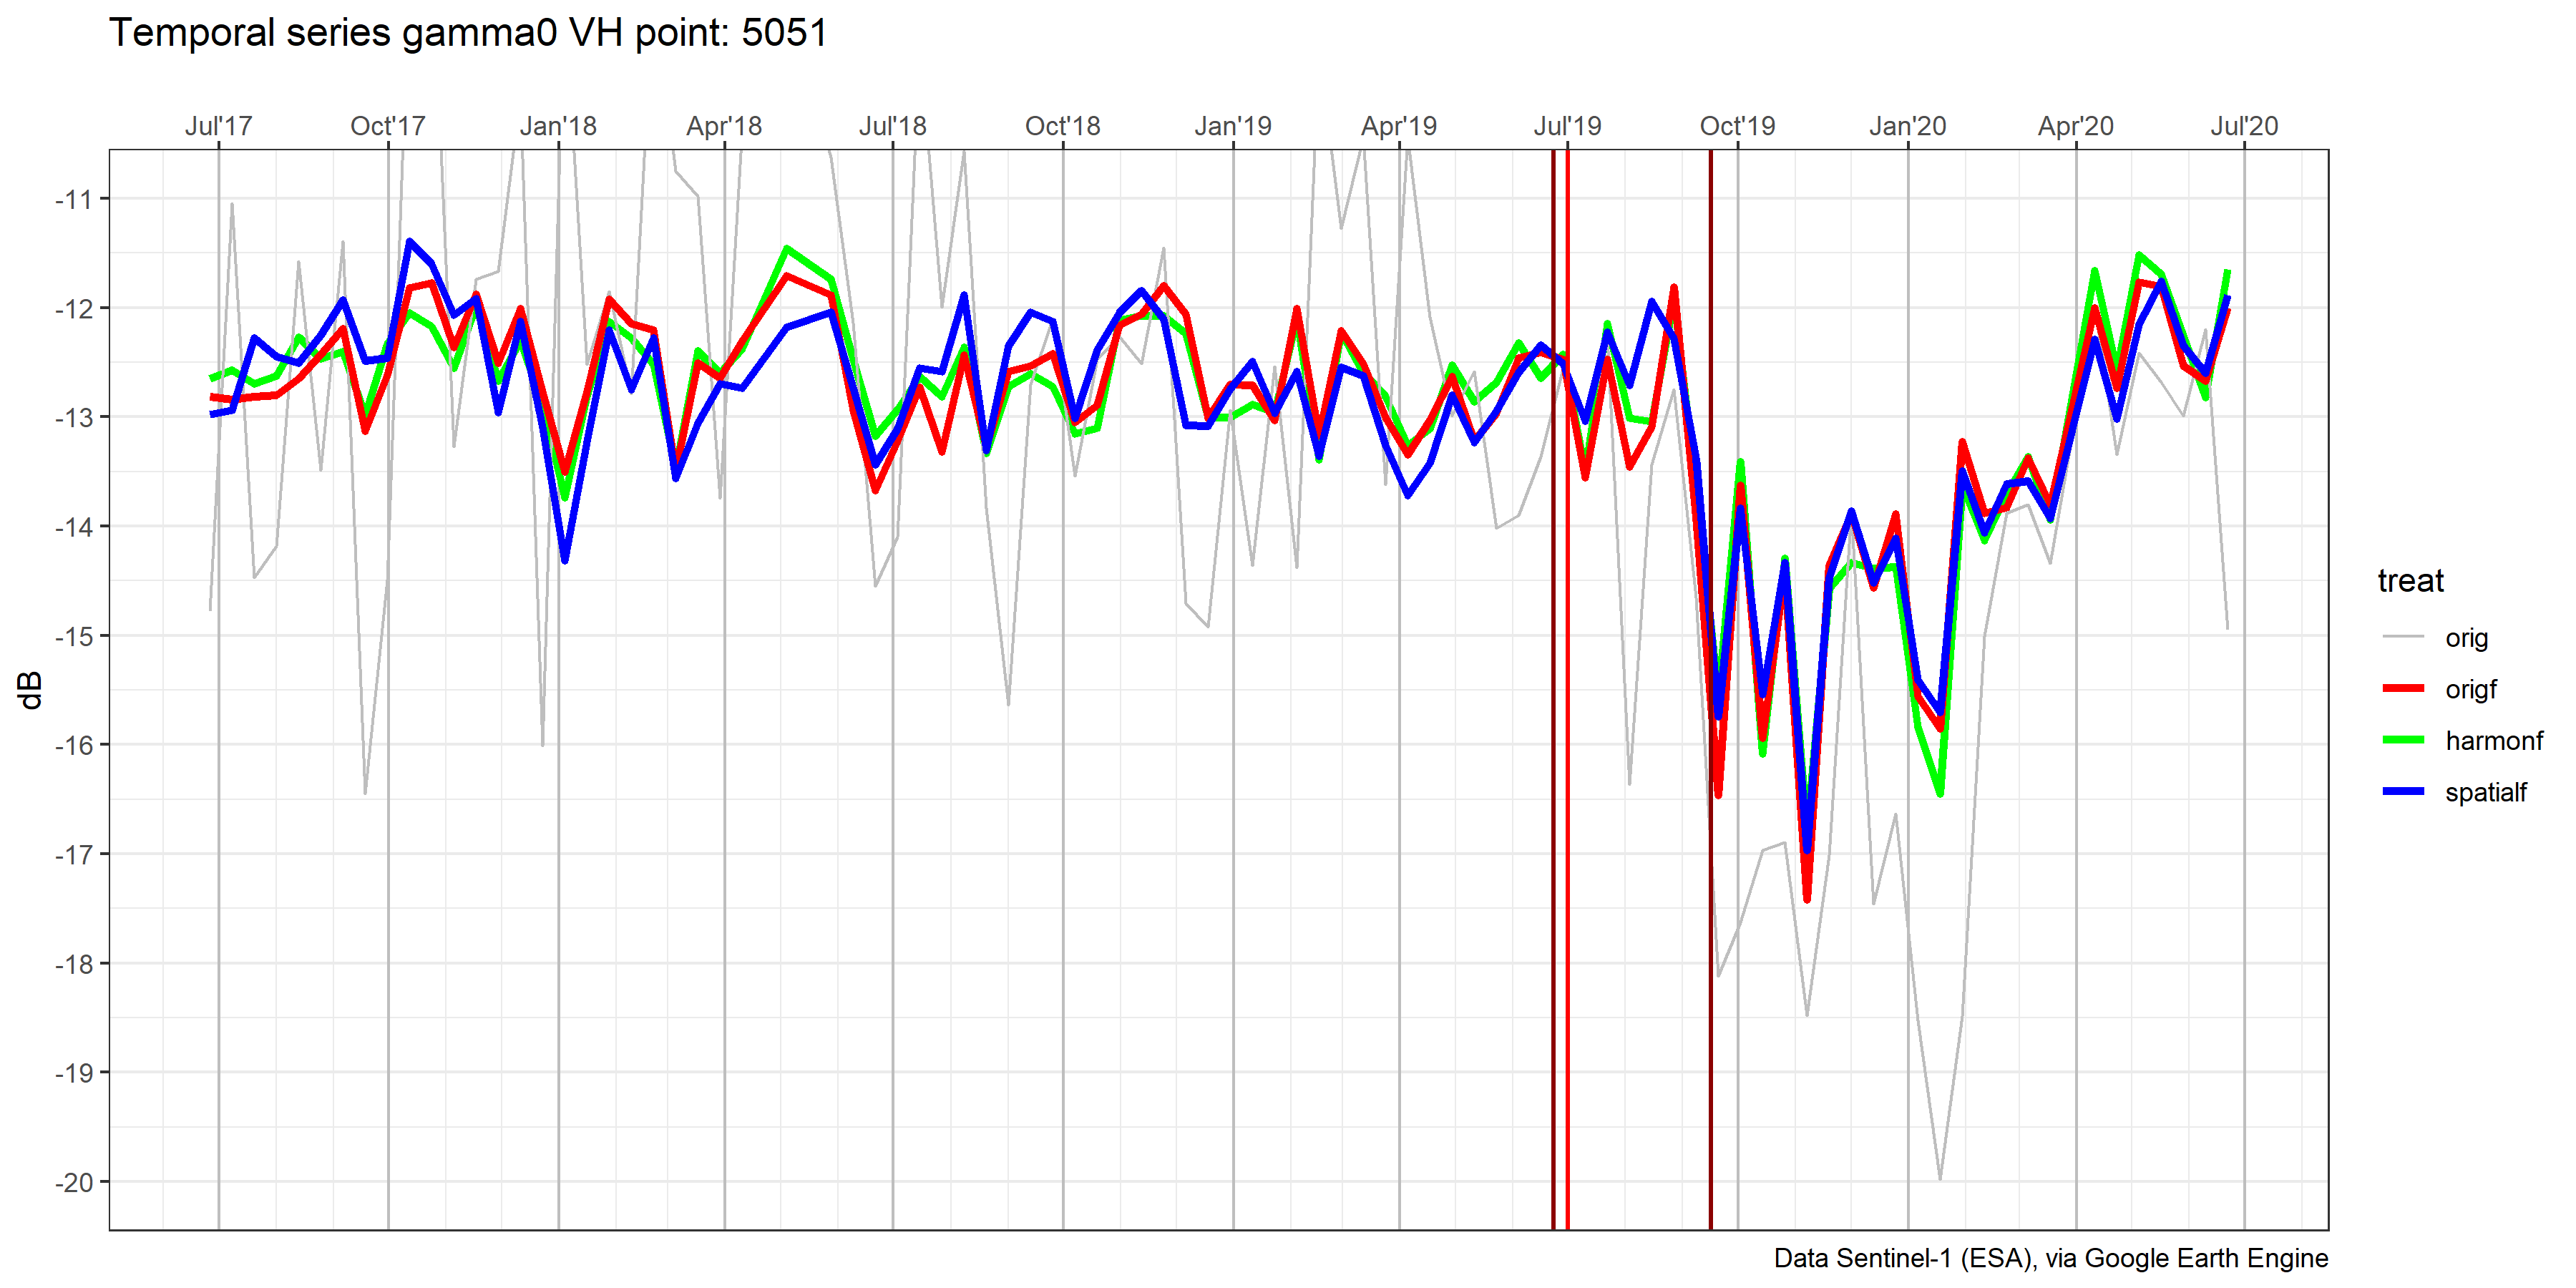 Temporal series gamma0 VH point: 5051
Jul'17 Oct'17 Jan'18 Apr'18 Jul'18 Oct'18 Jan'19 Apr'19 Jul'19 Oct'19 Jan'20 Apr'20 Jul'20
-11
-12
-13
-14
-15
-16
-17
-18
-19
-20
dB
treat
orig
origf
harmonf
spatialf
Data Sentinel-1 (ESA), via Google Earth Engine